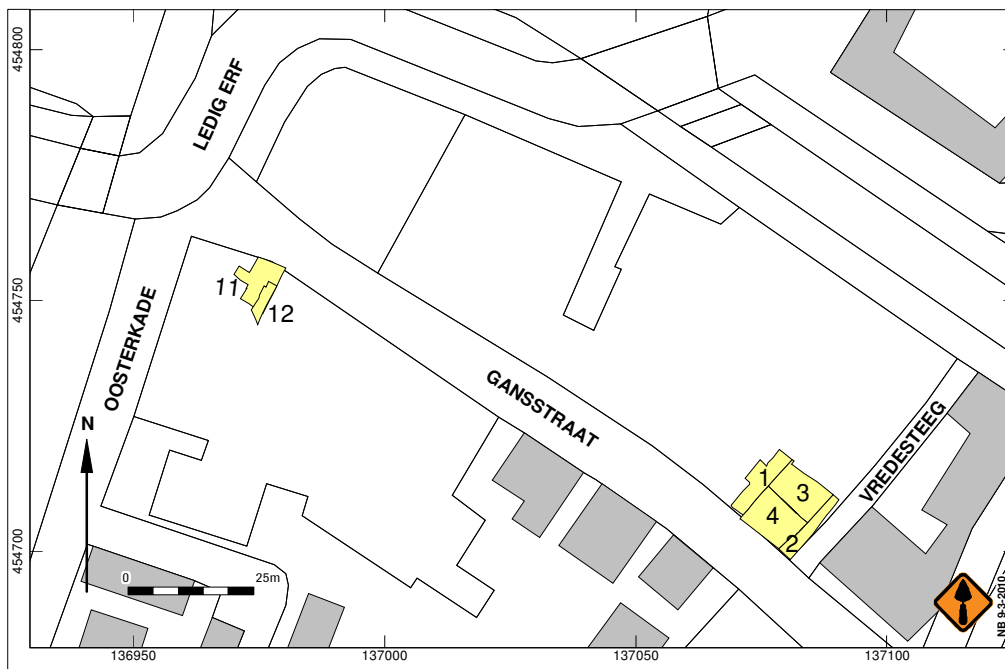 454800
LEDIG ERF
454750
11
12
OOSTERKADE
GANSSTRAAT
N
VREDESTEEG
1
3
4
2
454700
0
25m
NB 9-3-2010
136950
137000
137050
137100